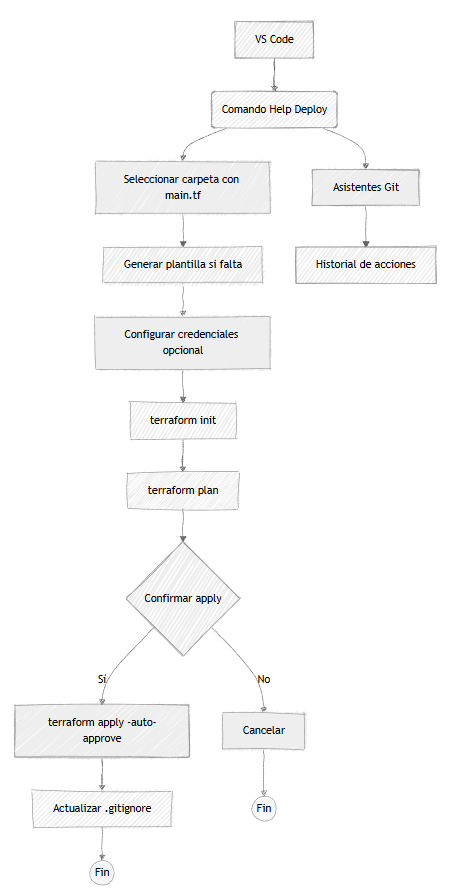 VS Code
Comando Help Deploy
Seleccionar carpeta con
main.tf
Asistentes Git
Generar plantilla si falta
Historial de acciones
Configurar credenciales
opcional
terraform init
terraform plan
Confirmar apply
Sí
No
terraform apply -auto-
approve
Cancelar
Actualizar .gitignore
Fin
Fin